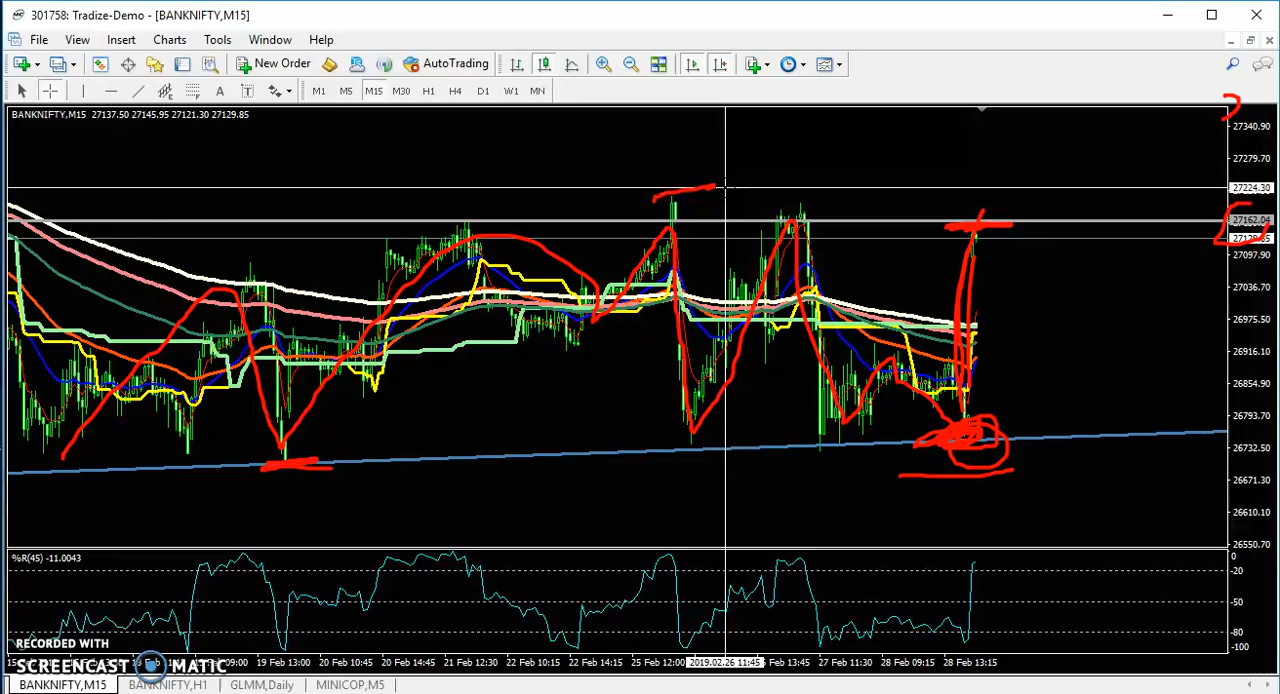 301758: Tradize-Demo - [BANKNIFTY,M15]
File View Insert Charts Tools Window Help
New Order AutoTrading
A T M1 M5 M15 M30 H1 H4 D1 W1 MN
BANKNIFTY,M15 27137.50 27145.95 27121.30 27129.85
27340.90
27279.70
27224.30
27162.04
27097.90
27036.70
26975.50
26916.10
26854.90
26793.70
26732.50
26671.30
26610.10
26550.70
%R(45) -11.0043
0
-20
-50
-80
-100
RECORDED WITH
SCREENCAST MATIC
19 Feb 13:00 20 Feb 10:45 20 Feb 14:45 21 Feb 12:30 22 Feb 10:15 22 Feb 14:15 25 Feb 12:00 2019.02.26 11:45 13:45 27 Feb 11:30 28 Feb 09:15 28 Feb 13:15
BANKNIFTY,M15 BANKNIFTY,H1 GLMM,Daily MINICOP,M5